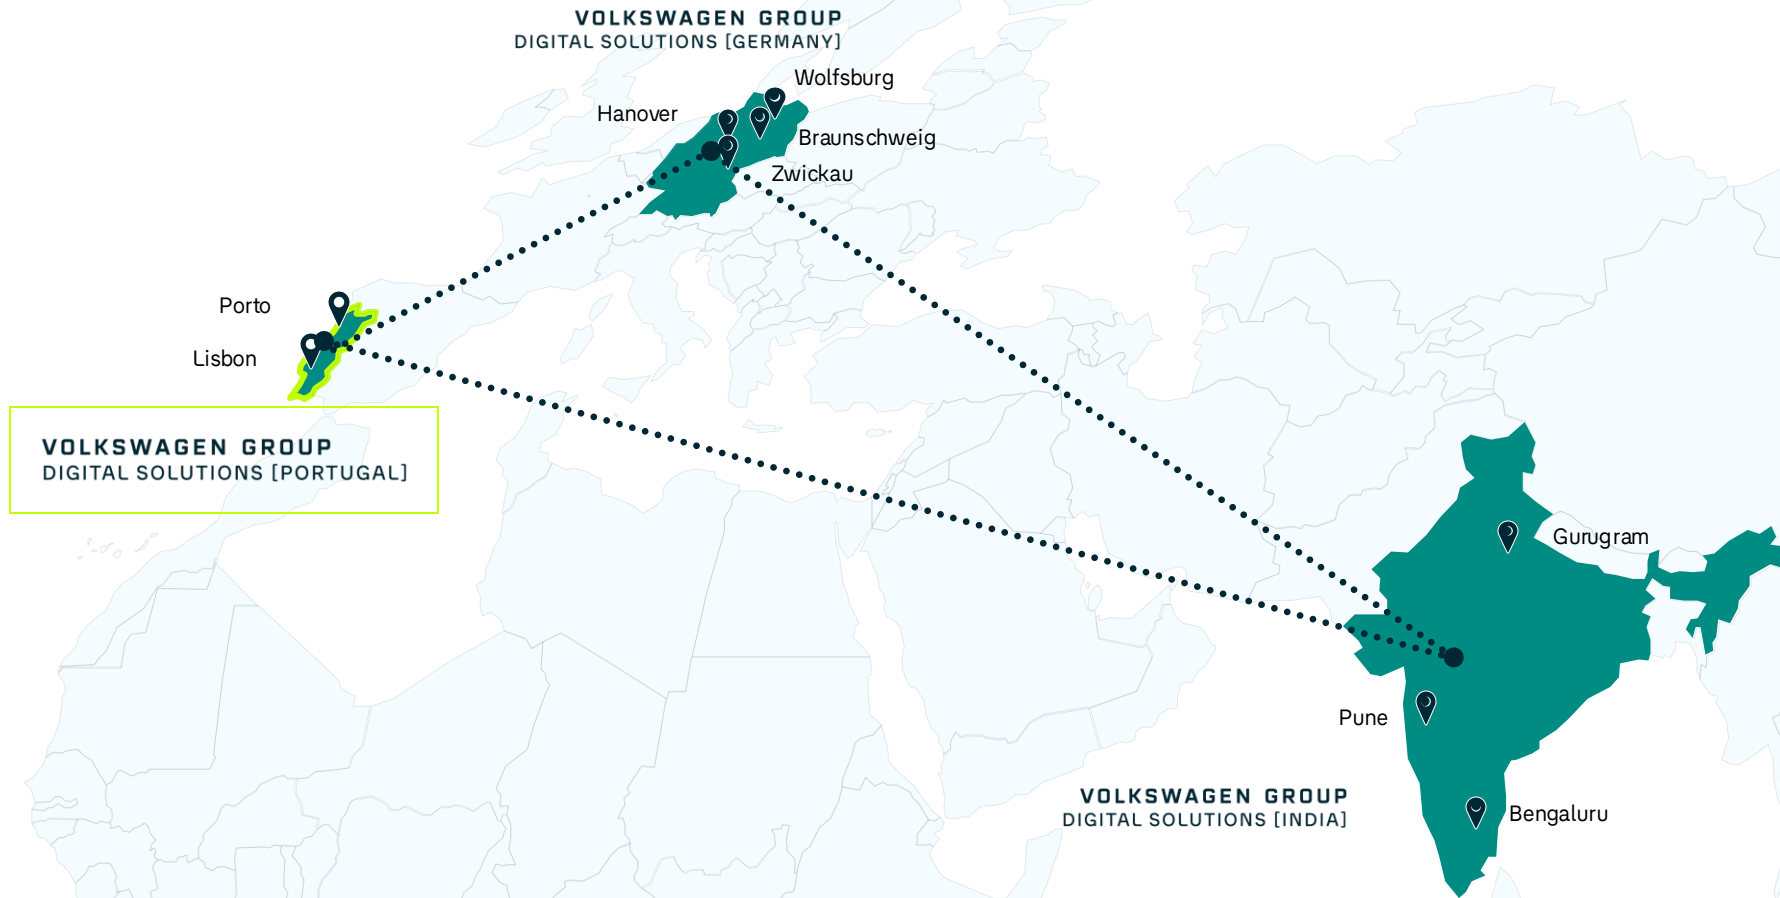 VOLKSWAGEN GROUP
DIGITAL SOLUTIONS [GERMANY]
Wolfsburg
Hanover
Braunschweig
Zwickau
Porto
Lisbon
VOLKSWAGEN GROUP
DIGITAL SOLUTIONS [PORTUGAL]
Gurugram
Pune
VOLKSWAGEN GROUP
DIGITAL SOLUTIONS [INDIA]
Bengaluru